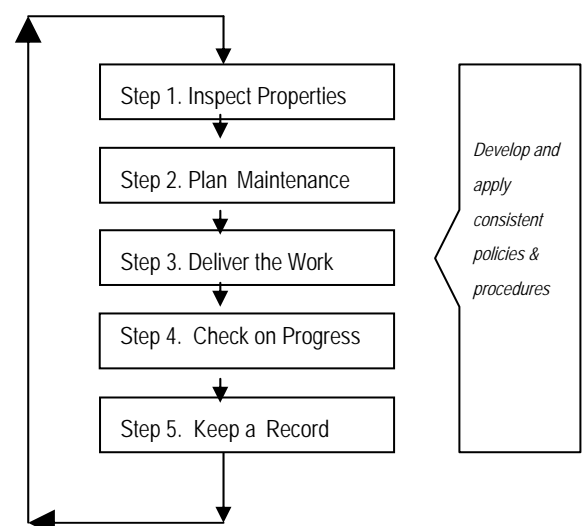 Step 1. Inspect Properties
Step 2. Plan Maintenance
Step 3. Deliver the Work
Step 4. Check on Progress
Step 5. Keep a Record
Develop and
apply
consistent
policies &
procedures